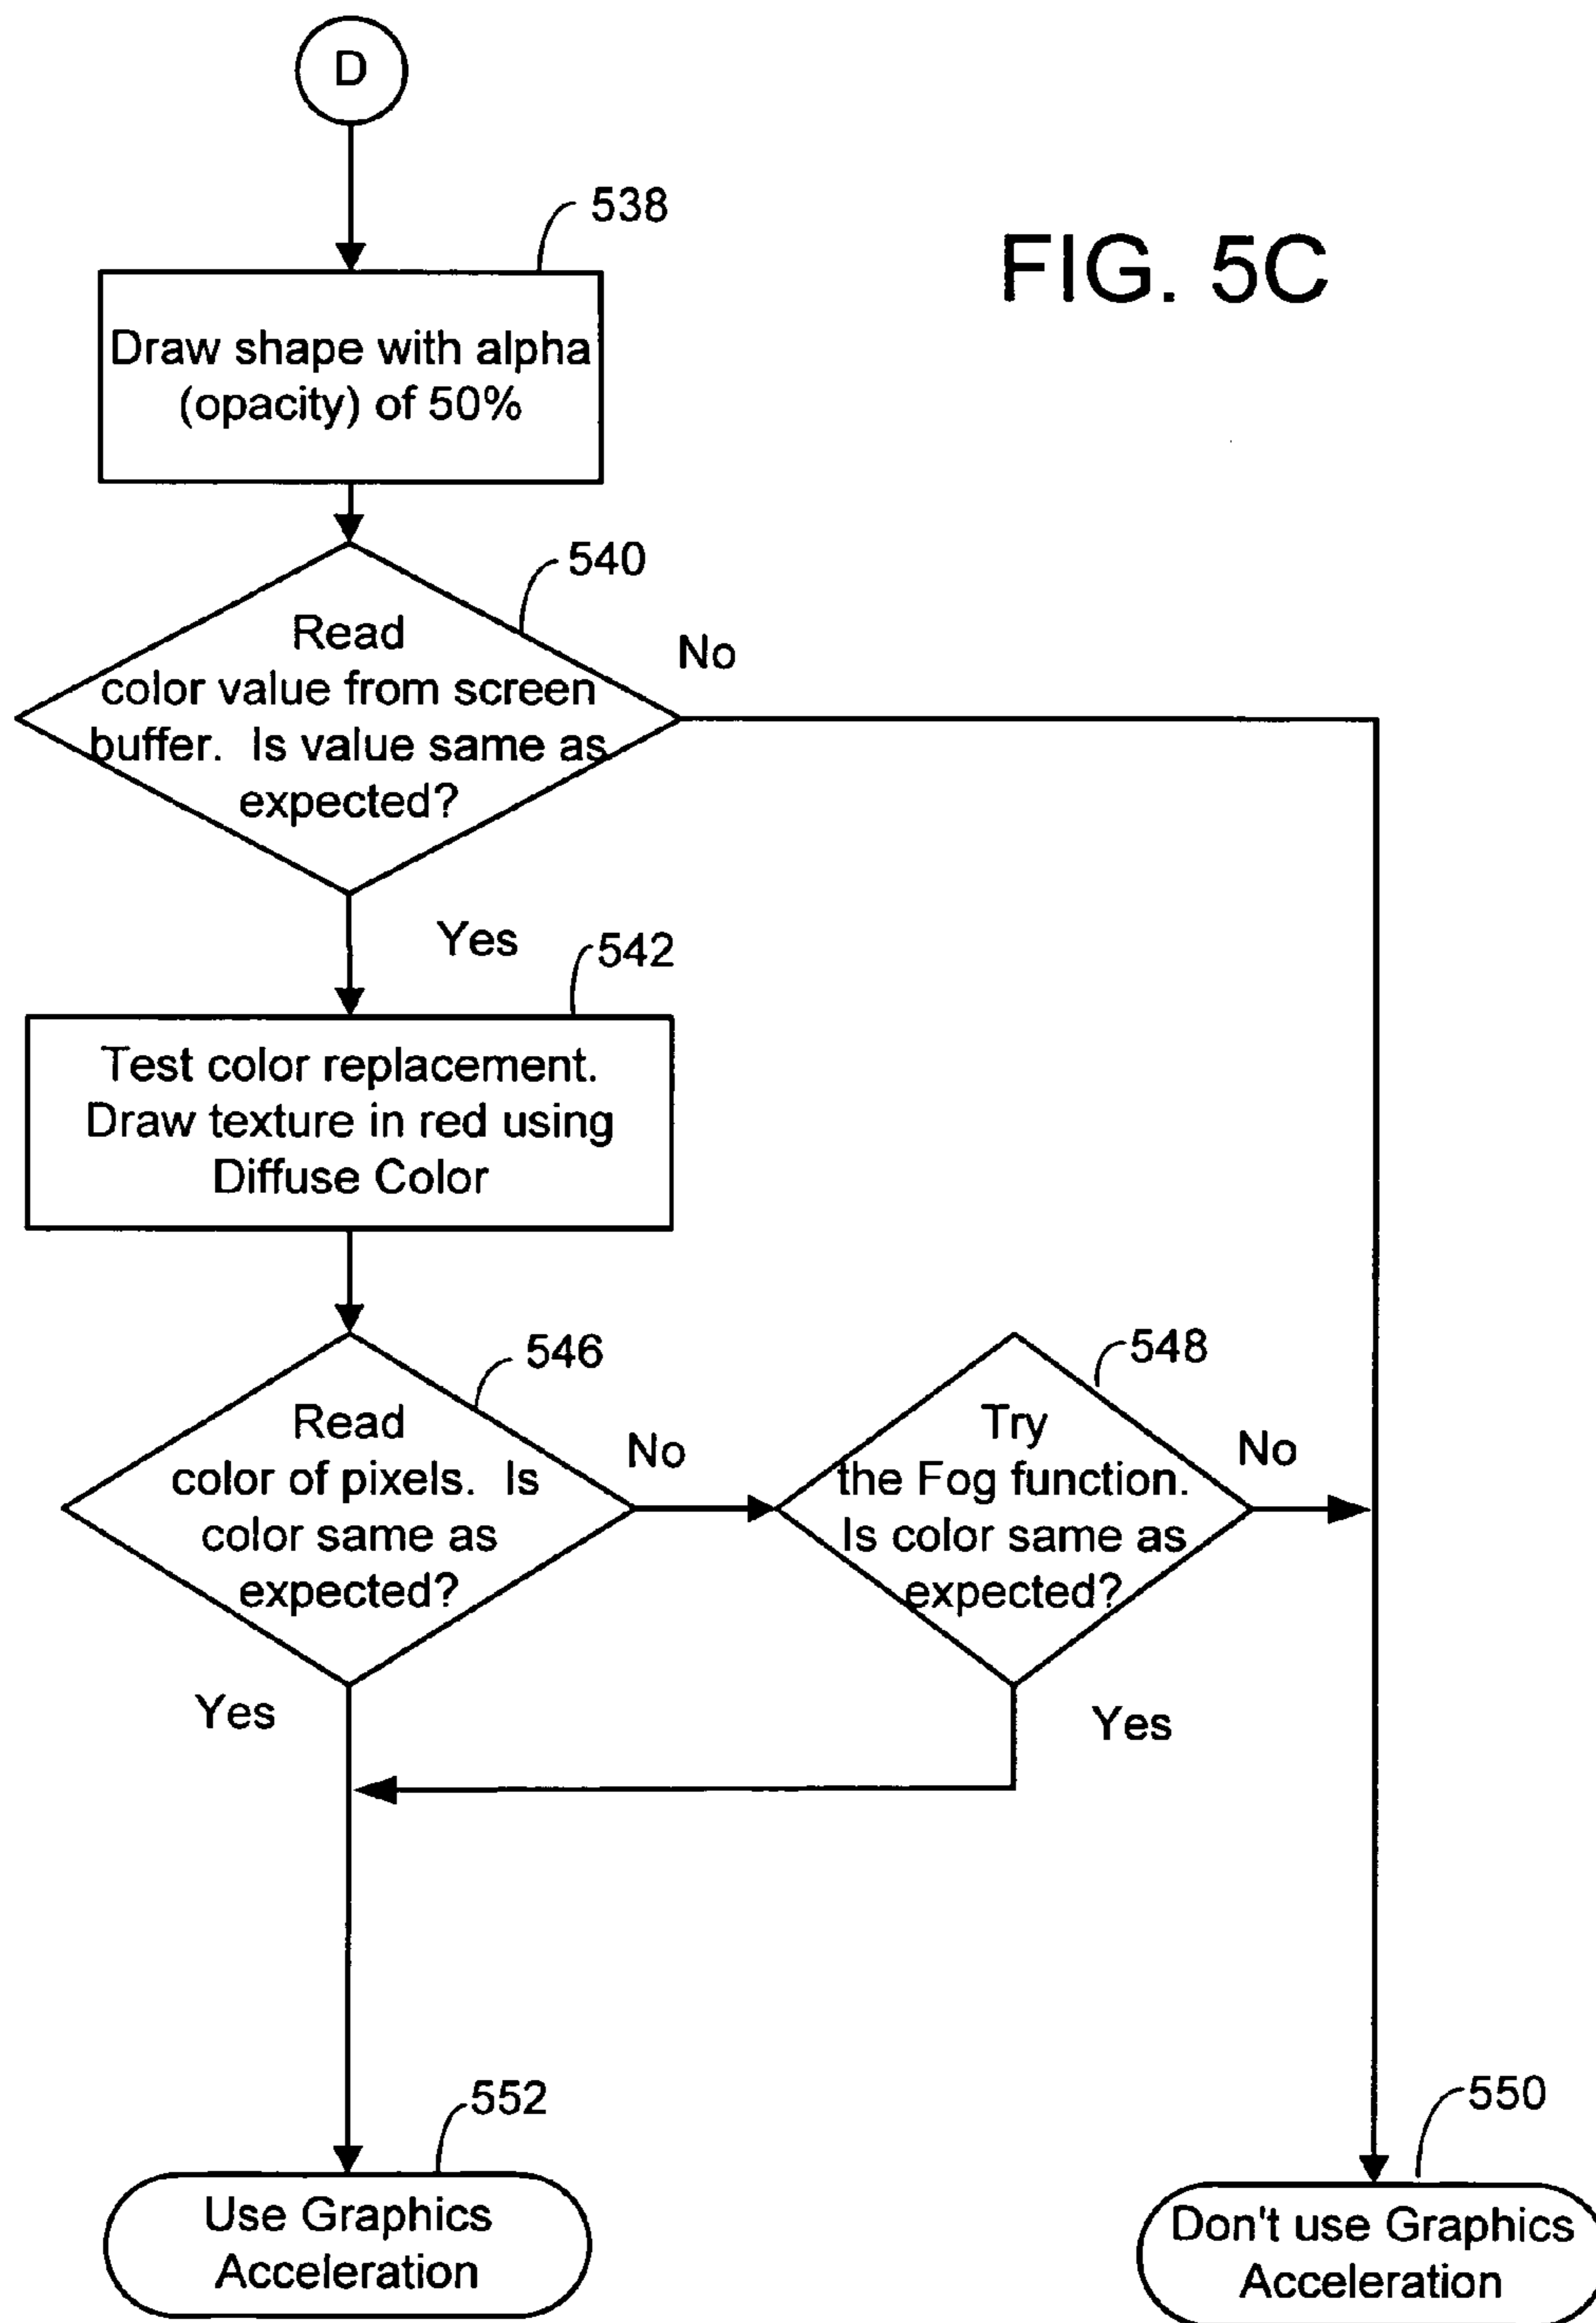 D
538
FIG. 5C
Draw shape with alpha
(opacity) of 50%
540
Read
color value from screen
buffer.  Is value same as
expected?
No
Yes
542
Test color replacement.
Draw texture in red using
Diffuse Color
546
Read
color of pixels.  Is
color same as
expected?
No
548
Try
the Fog function.
Is color same as
expected?
No
Yes
Yes
552
Use Graphics
Acceleration
550
Don't use Graphics
Acceleration